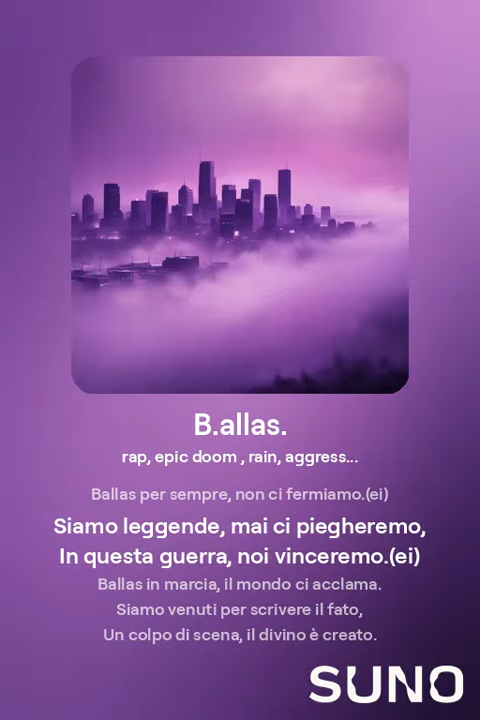 B.allas.
rap, epic doom , rain, aggress...
Ballas per sempre, non ci fermiamo.(ei)
Siamo leggende, mai ci piegheremo,
In questa guerra, noi vinceremo.(ei)
Ballas in marcia, il mondo ci acclama.
Siamo venuti per scrivere il fato,
Un colpo di scena, il divino è creato.
SUNO